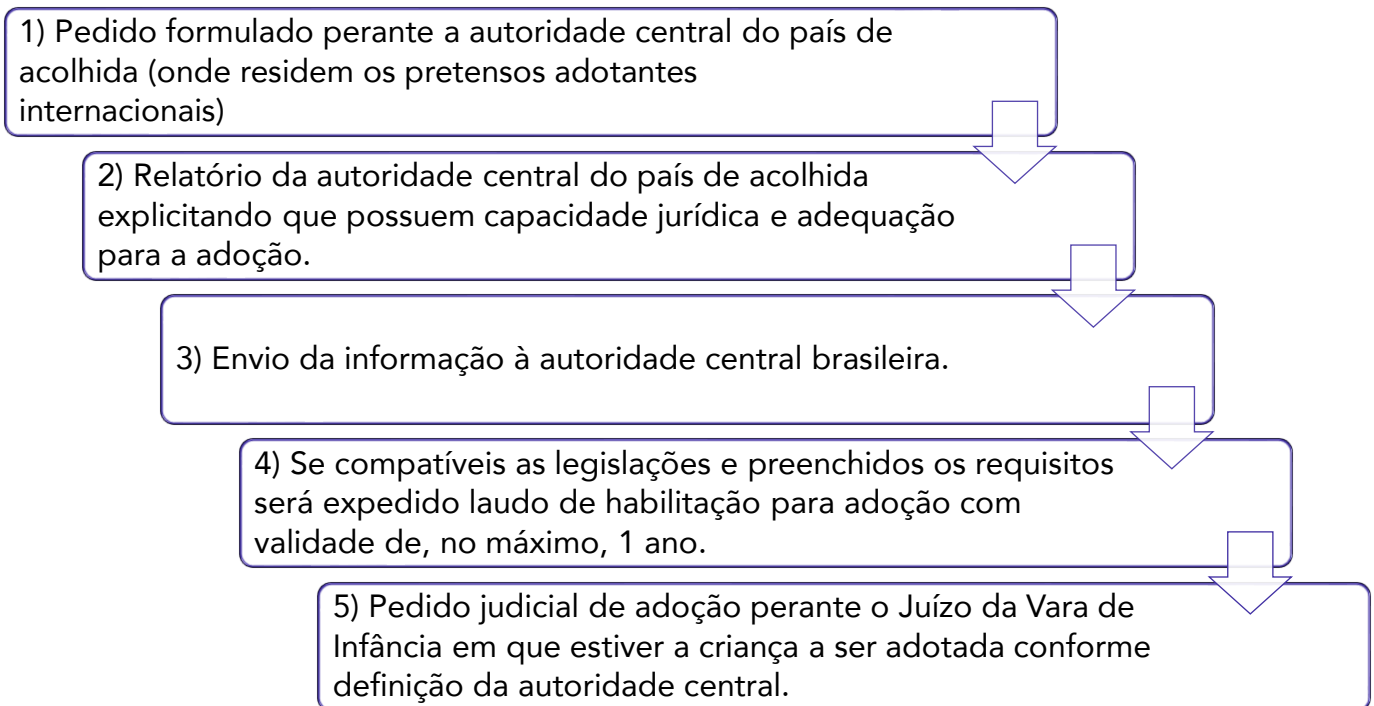 1) Pedido formulado perante a autoridade central do país de
acolhida (onde residem os pretensos adotantes
internacionais)
2) Relatório da autoridade central do país de acolhida
explicitando que possuem capacidade jurídica e adequação
para a adoção.
3) Envio da informação à autoridade central brasileira.
4) Se compatíveis as legislações e preenchidos os requisitos
será expedido laudo de habilitação para adoção com
validade de, no máximo, 1 ano.
5) Pedido judicial de adoção perante o Juízo da Vara de
Infância em que estiver a criança a ser adotada conforme
definição da autoridade central.